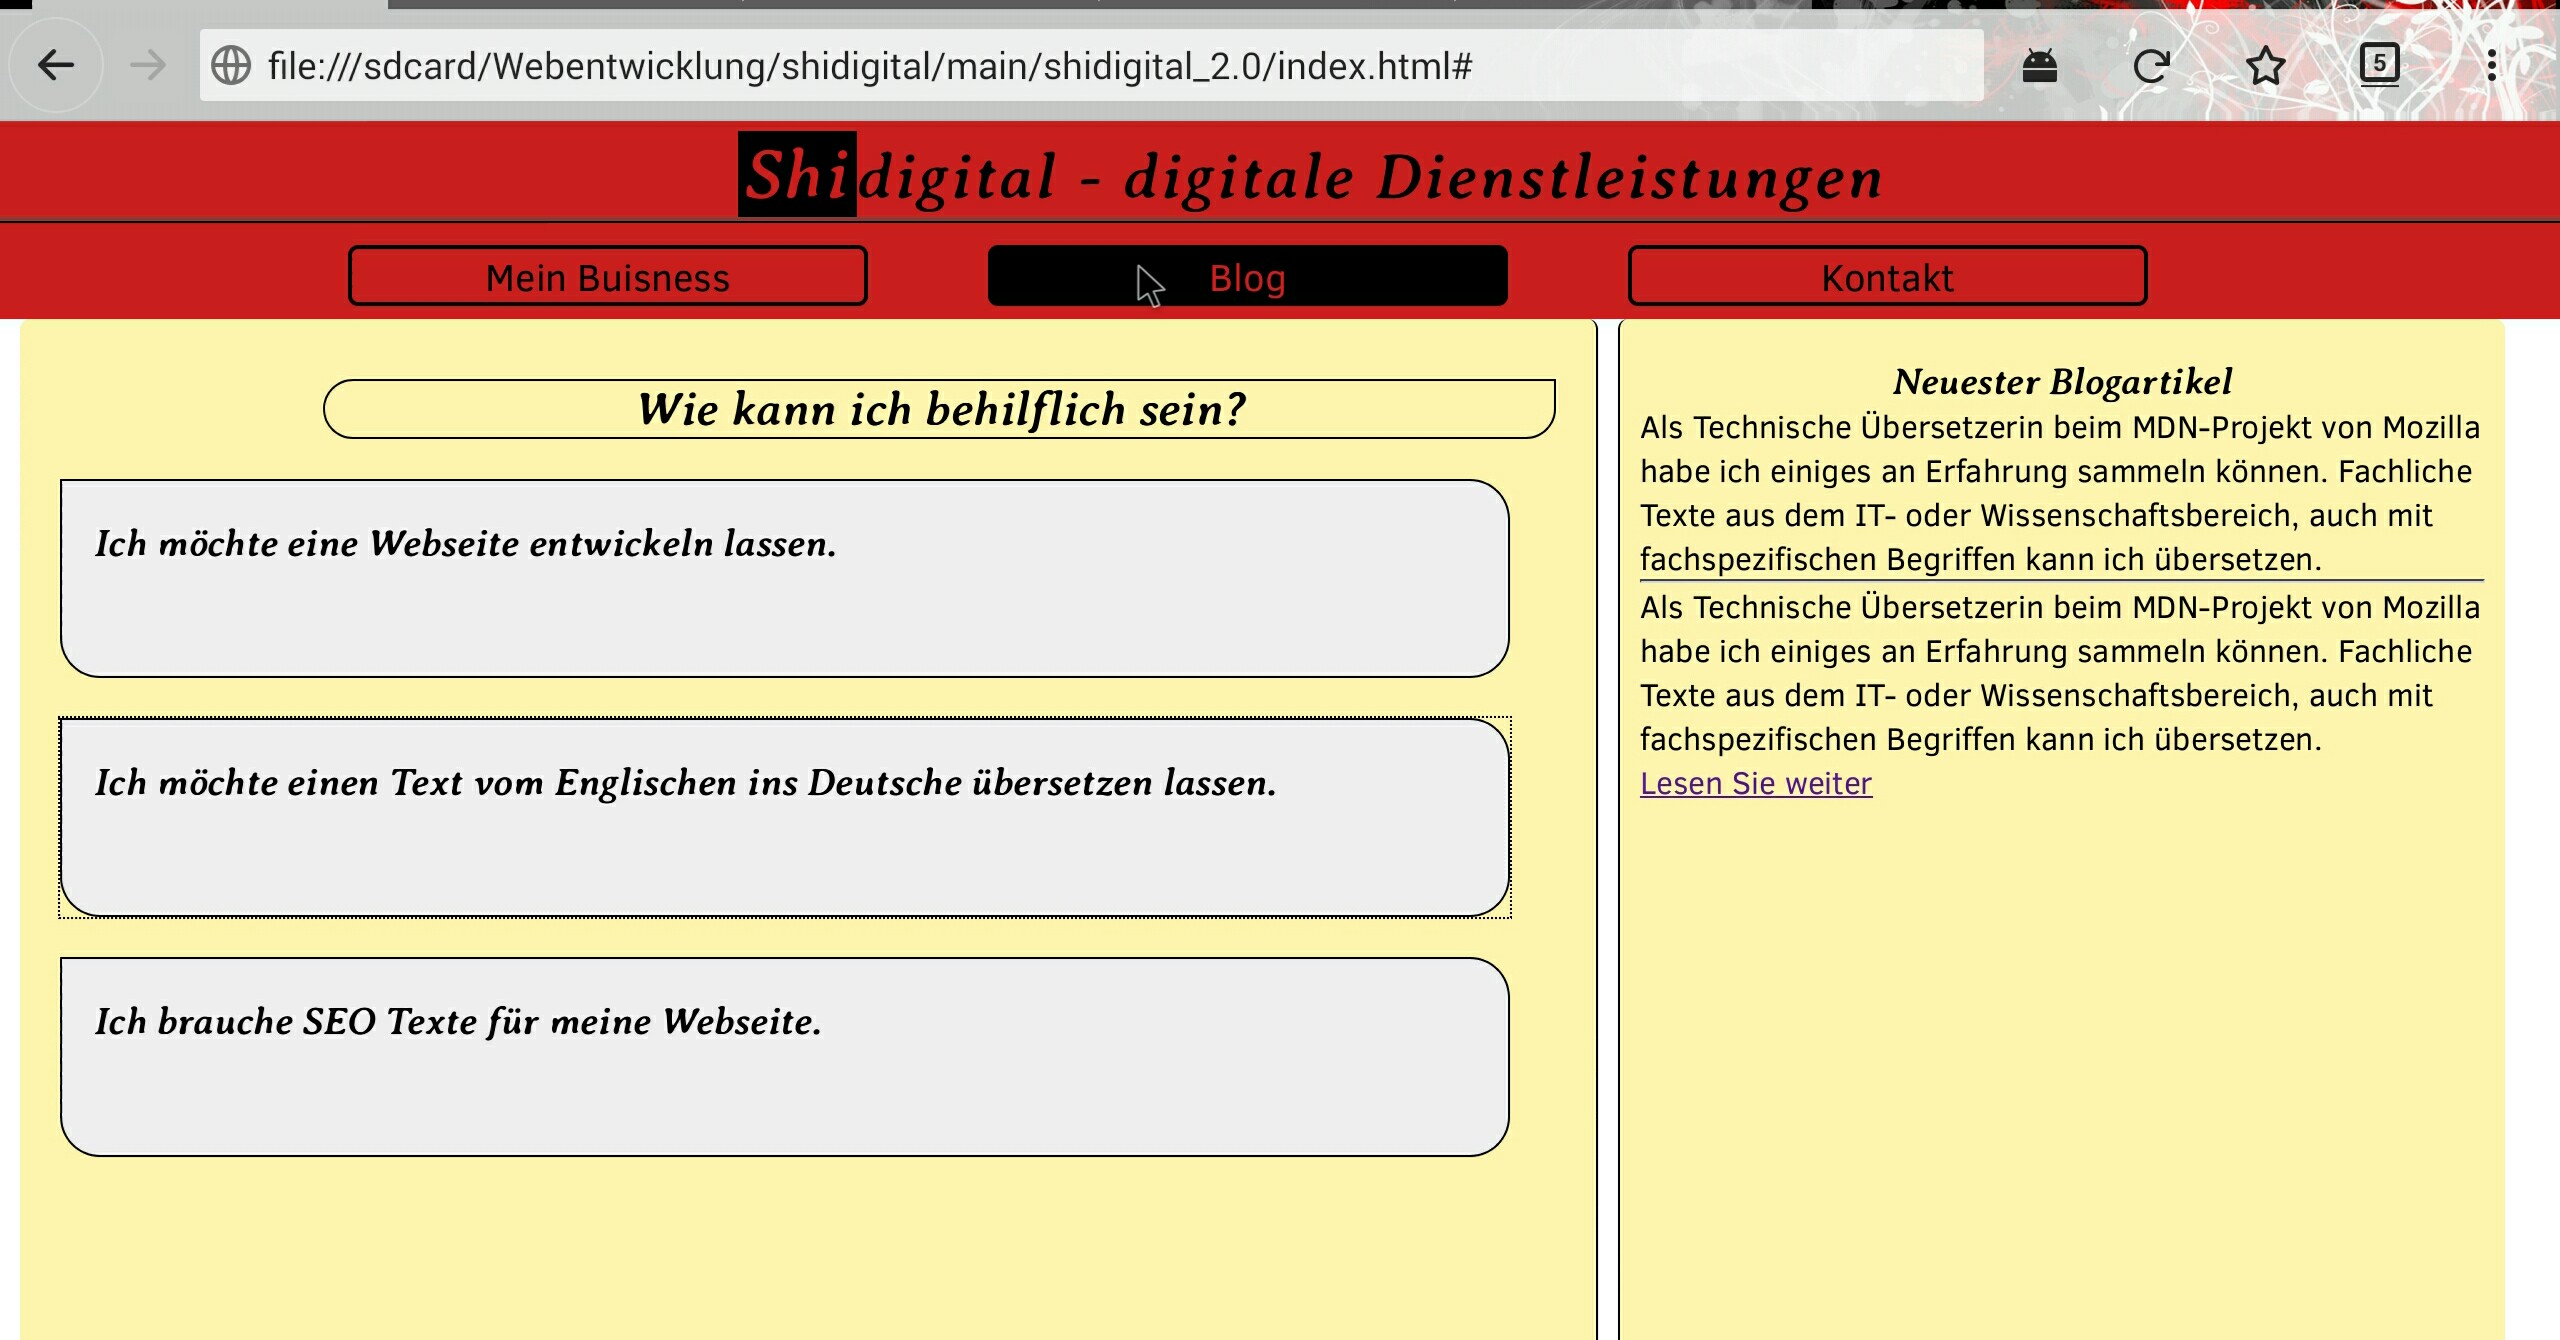 file:///sdcard/Webentwicklung/shidigital/main/shidigital_2.0/index.html#
5
Shidigital - digitale Dienstleistungen
Mein Buisness
Blog
Kontakt
Wie kann ich behilflich sein?
Ich möchte eine Webseite entwickeln lassen.
Ich möchte einen Text vom Englischen ins Deutsche übersetzen lassen.
Ich brauche SEO Texte für meine Webseite.
Neuester Blogartikel
Als Technische Übersetzerin beim MDN-Projekt von Mozilla
habe ich einiges an Erfahrung sammeln können. Fachliche
Texte aus dem IT- oder Wissenschaftsbereich, auch mit
fachspezifischen Begriffen kann ich übersetzen.
Als Technische Übersetzerin beim MDN-Projekt von Mozilla
habe ich einiges an Erfahrung sammeln können. Fachliche
Texte aus dem IT- oder Wissenschaftsbereich, auch mit
fachspezifischen Begriffen kann ich übersetzen.
Lesen Sie weiter